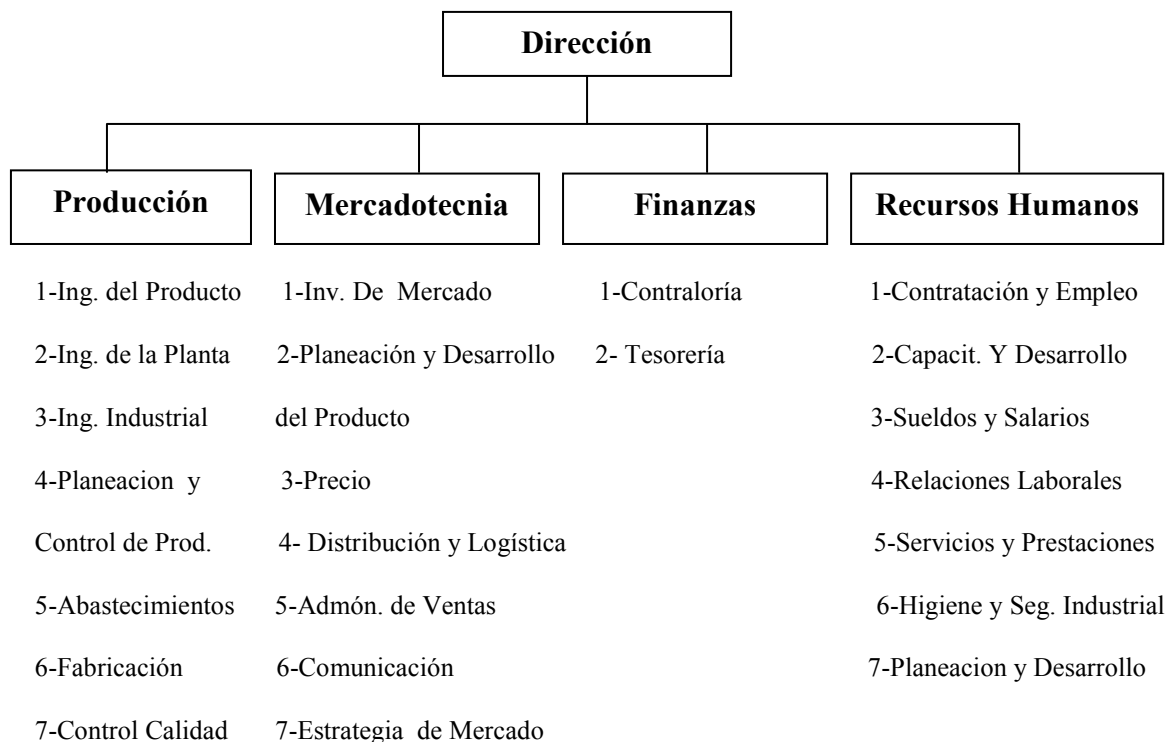 Dirección
Producción
Mercadotecnia
Finanzas
Recursos Humanos
1-Ing. del Producto
2-Ing. de la Planta
3-Ing. Industrial
4-Planeacion y
Control de Prod.
5-Abastecimientos
6-Fabricación
7-Control Calidad
1-Inv. De Mercado
2-Planeación y Desarrollo
del Producto
3-Precio
4- Distribución y Logística
5-Admón. de Ventas
6-Comunicación
7-Estrategia de Mercado
1-Contraloría
2- Tesorería
1-Contratación y Empleo
2-Capacit. Y Desarrollo
3-Sueldos y Salarios
4-Relaciones Laborales
5-Servicios y Prestaciones
6-Higiene y Seg. Industrial
7-Planeacion y Desarrollo